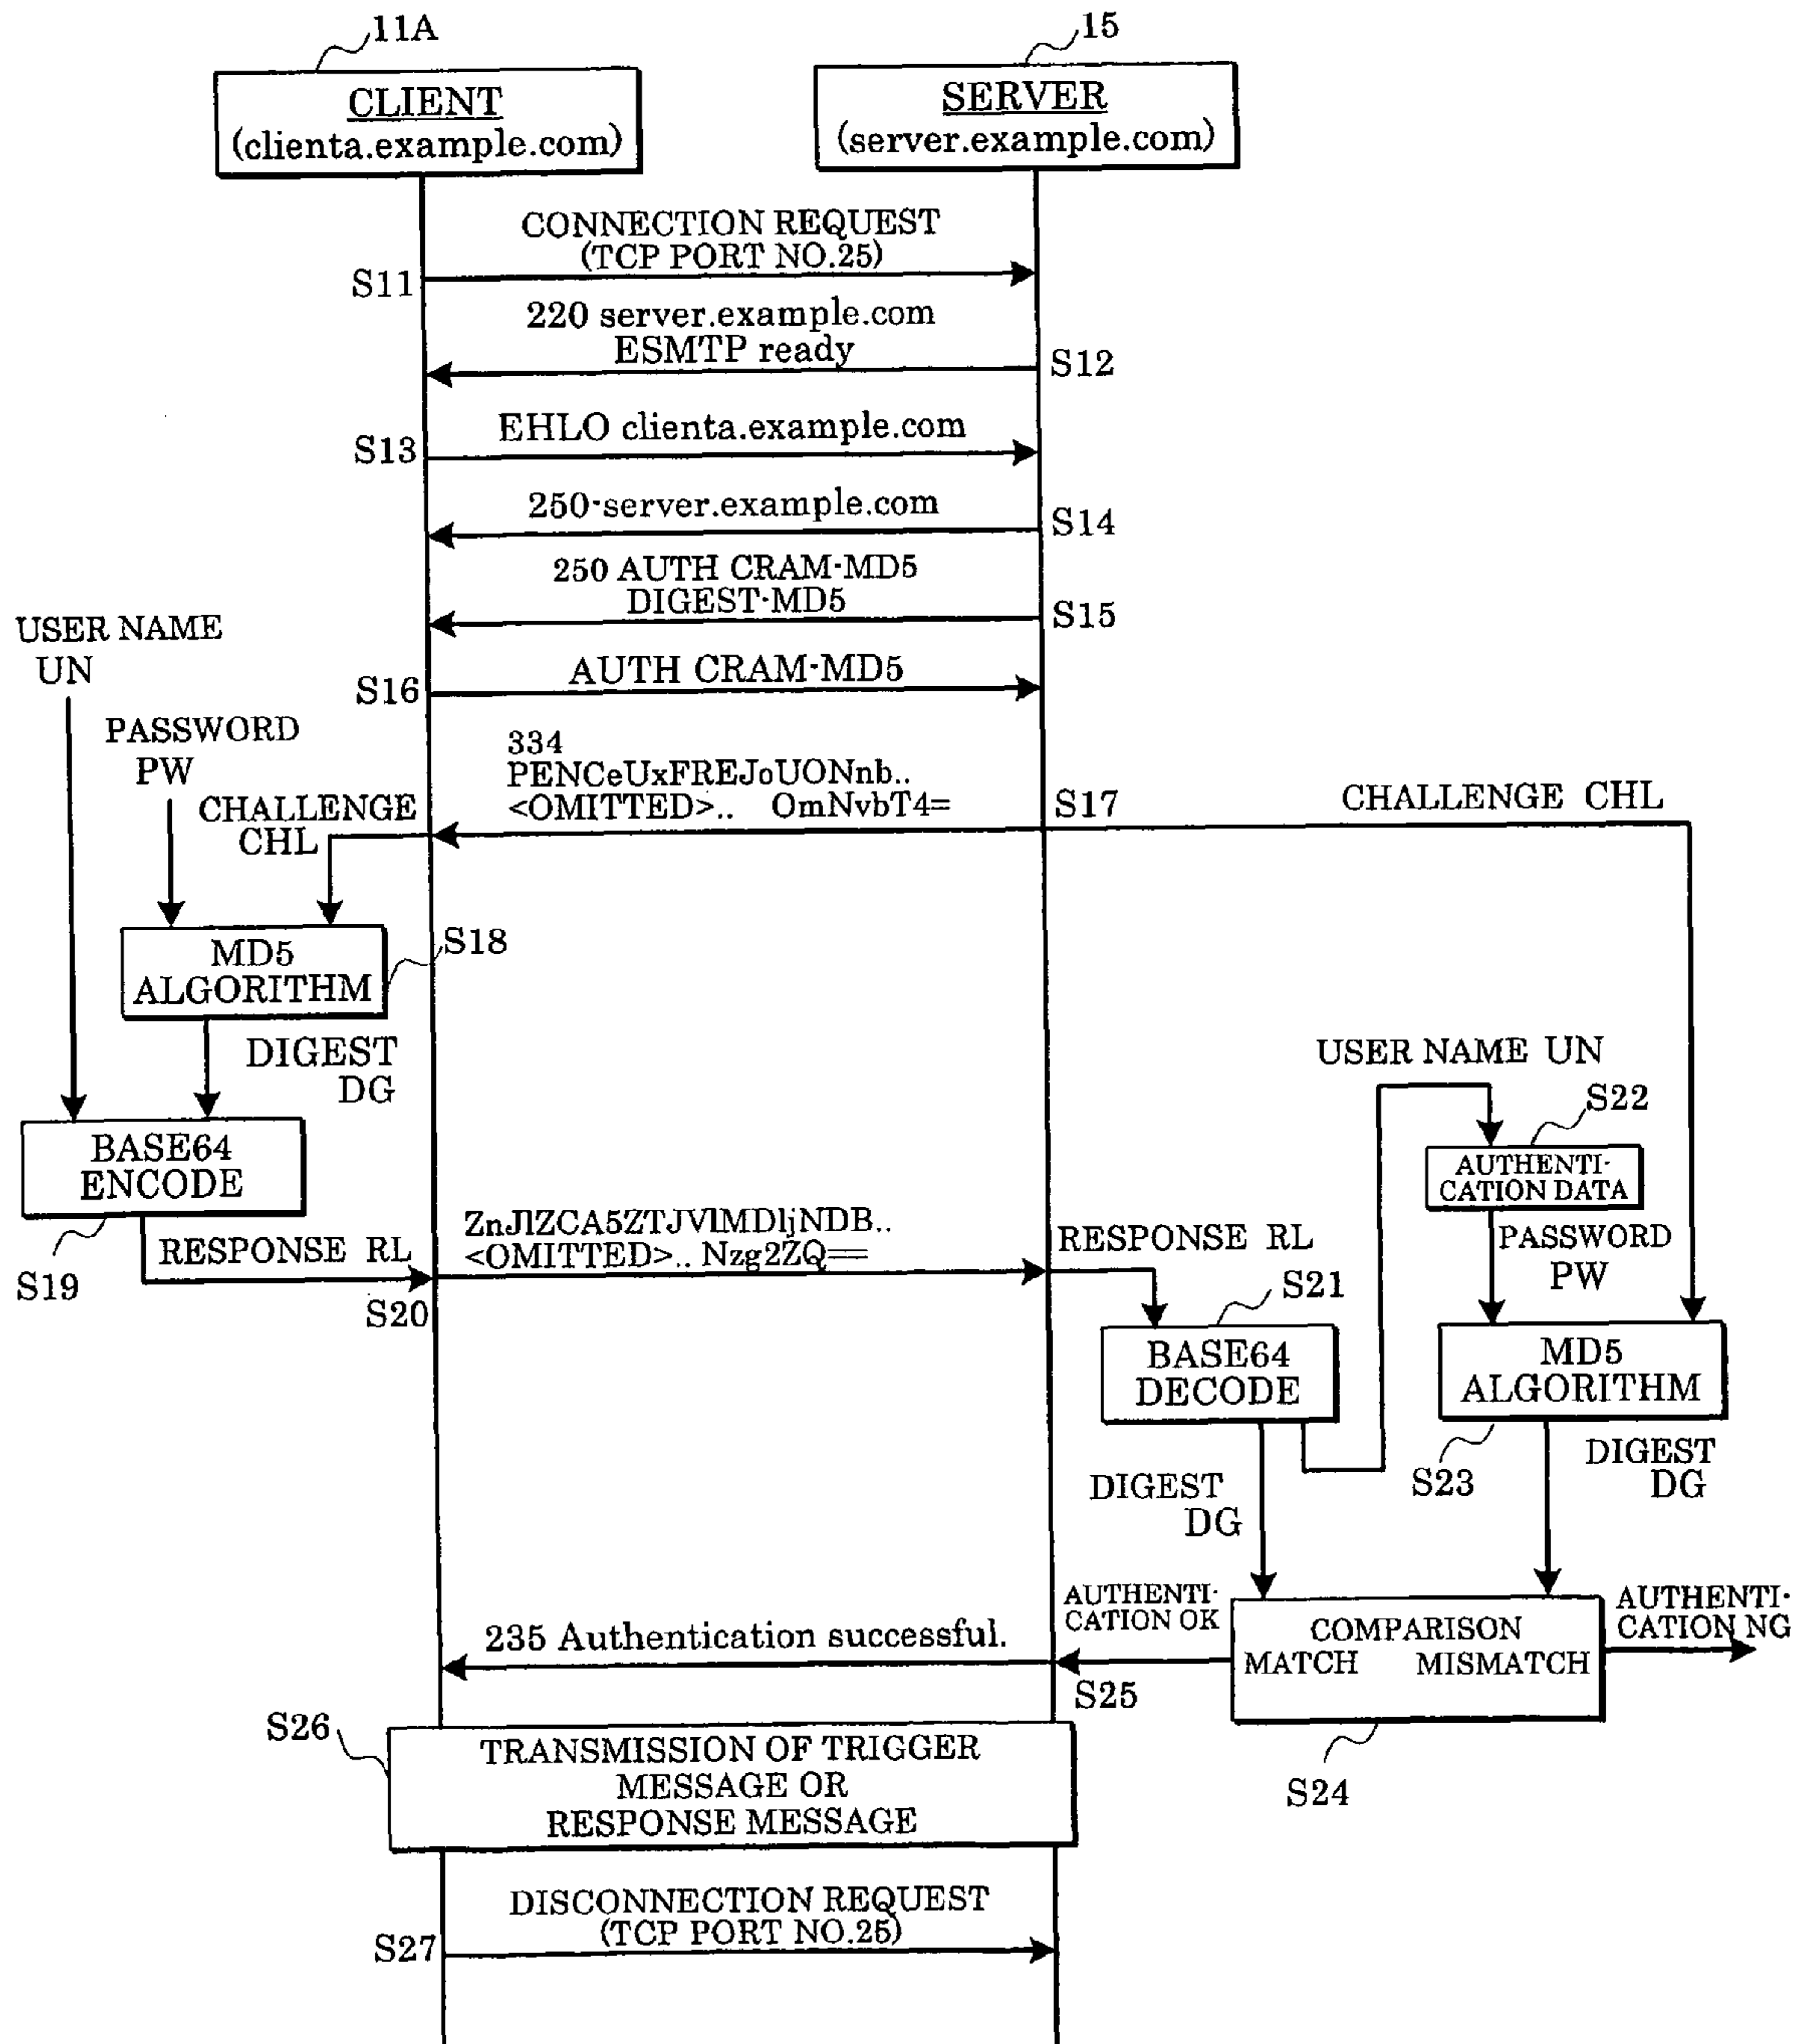 11A
15
CLIENT
(clienta.example.com)
SERVER
(server.example.com)
CONNECTION REQUEST
(TCP PORT NO.25)
S11
220 server.example.com
ESMTP ready
S12
EHLO clienta.example.com
S13
250-server.example.com
S14
250 AUTH CRAM-MD5
DIGEST-MD5
S15
USER NAME
UN
AUTH CRAM-MD5
S16
PASSWORD
PW
334
PENCeUxFREJoUONnb..
<OMITTED>.. OmNvbT4=
S17
CHALLENGE CHL
CHALLENGE
CHL
MD5
ALGORITHM
S18
DIGEST
DG
USER NAME UN
S22
BASE64
ENCODE
AUTHENTI-
CATION DATA
S19
RESPONSE RL
ZnJlZCA5ZTJVlMDljNDB..
<OMITTED>.. Nzg2ZQ==
S20
RESPONSE RL
PASSWORD
PW
S21
BASE64
DECODE
MD5
ALGORITHM
S23
DIGEST
DG
DIGEST
DG
AUTHENTI-
CATION OK
235 Authentication successful.
COMPARISON
MATCH MISMATCH
AUTHENTI-
CATION NG
S25
S24
S26
TRANSMISSION OF TRIGGER
MESSAGE OR
RESPONSE MESSAGE
DISCONNECTION REQUEST
(TCP PORT NO.25)
S27